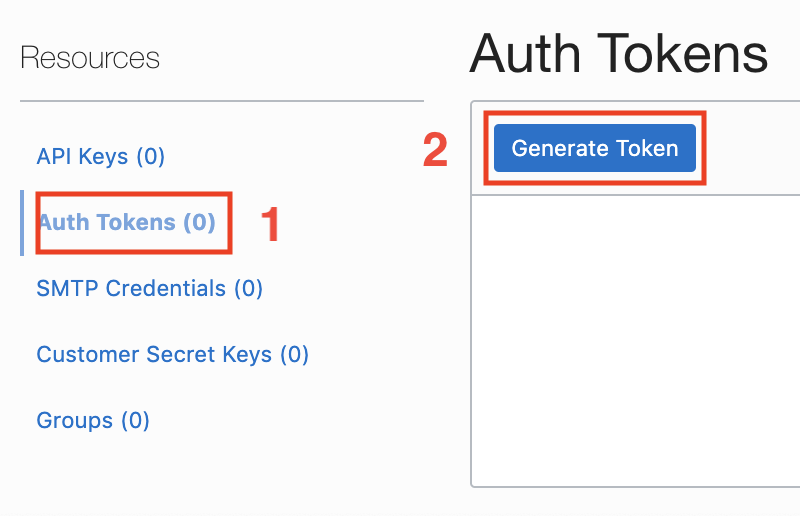 Resources
API Keys (0)
Auth Tokens (0)
1
SMTP Credentials (0)
Customer Secret Keys (0)
Groups (0)
Auth Tokens
2
Generate Token